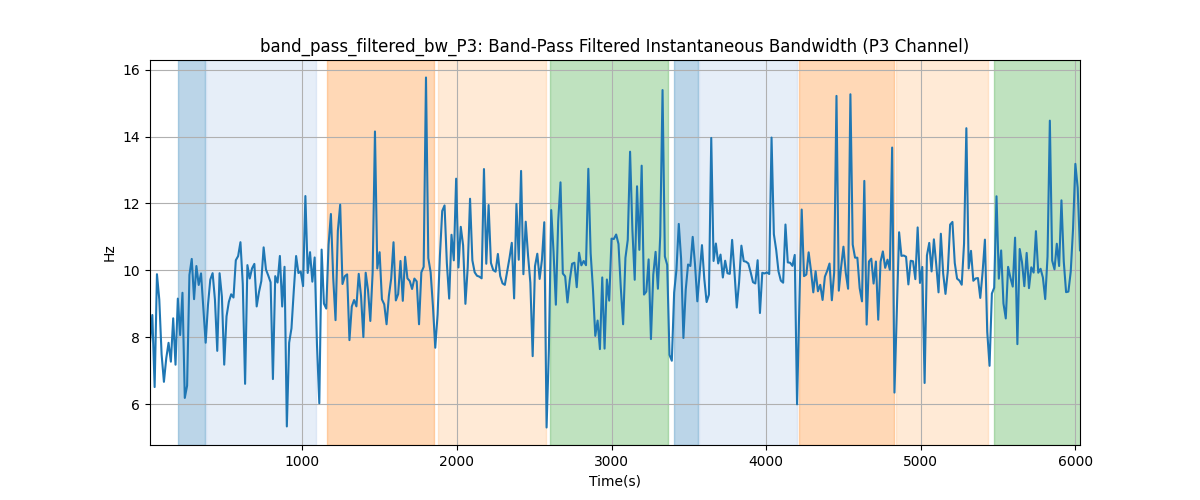 band_pass_filtered_bw_P3: Band-Pass Filtered Instantaneous Bandwidth (P3 Channel)
16
14
12
10
8
6
Hz
1000 2000 3000 4000 5000 6000
Time(s)